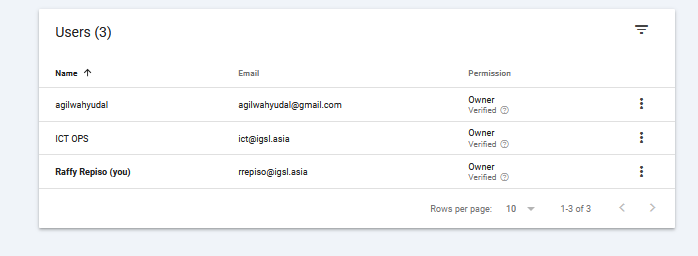 Users (3)
Name Email Permission
agilwahyudal agilwahyudal@gmail.com Owner
Verified
ICT OPS ict@igsl.asia Owner
Verified
Raffy Repiso (you) rrepiso@igsl.asia Owner
Verified
Rows per page: 10 1-3 of 3